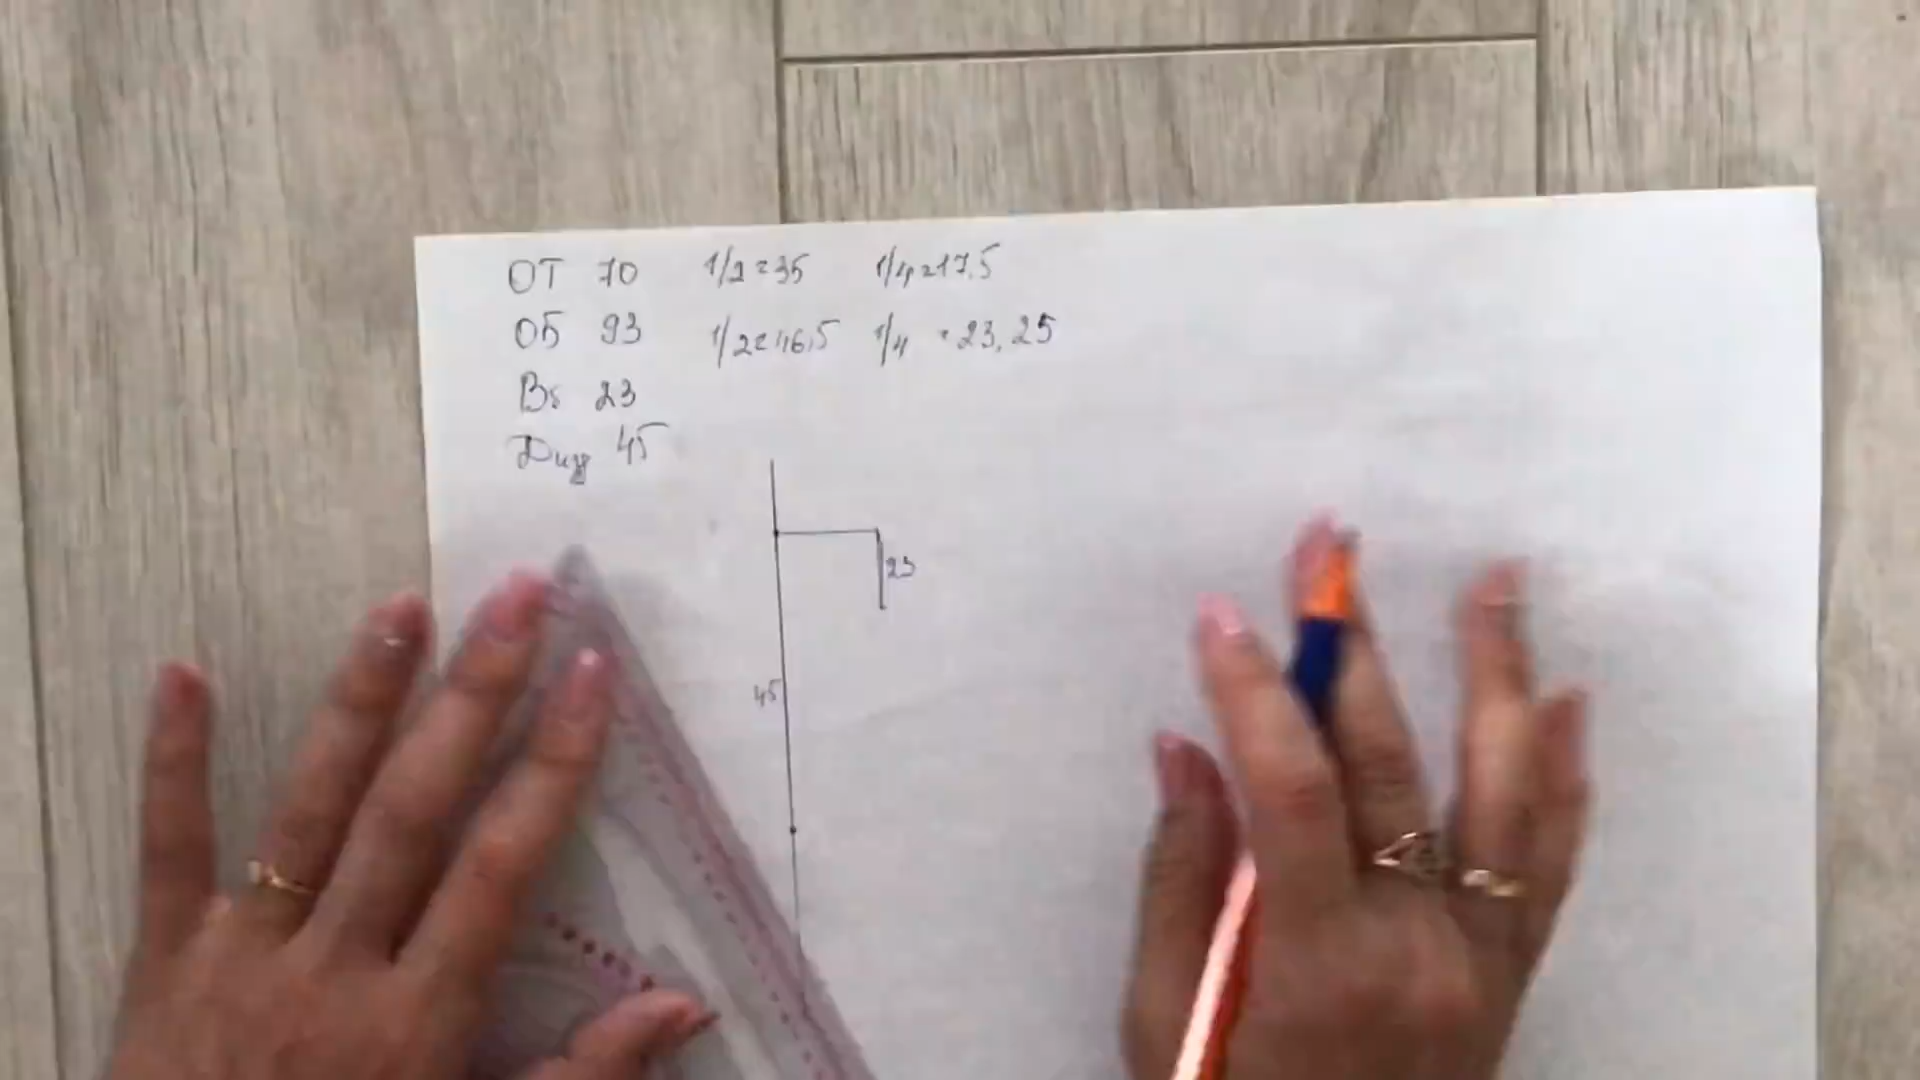 ОТ 70 1/2=35 1/4=17,5
ОБ 93 1/2=46,5 1/4 = 23,25
Вб 23
Диз 45
23
45